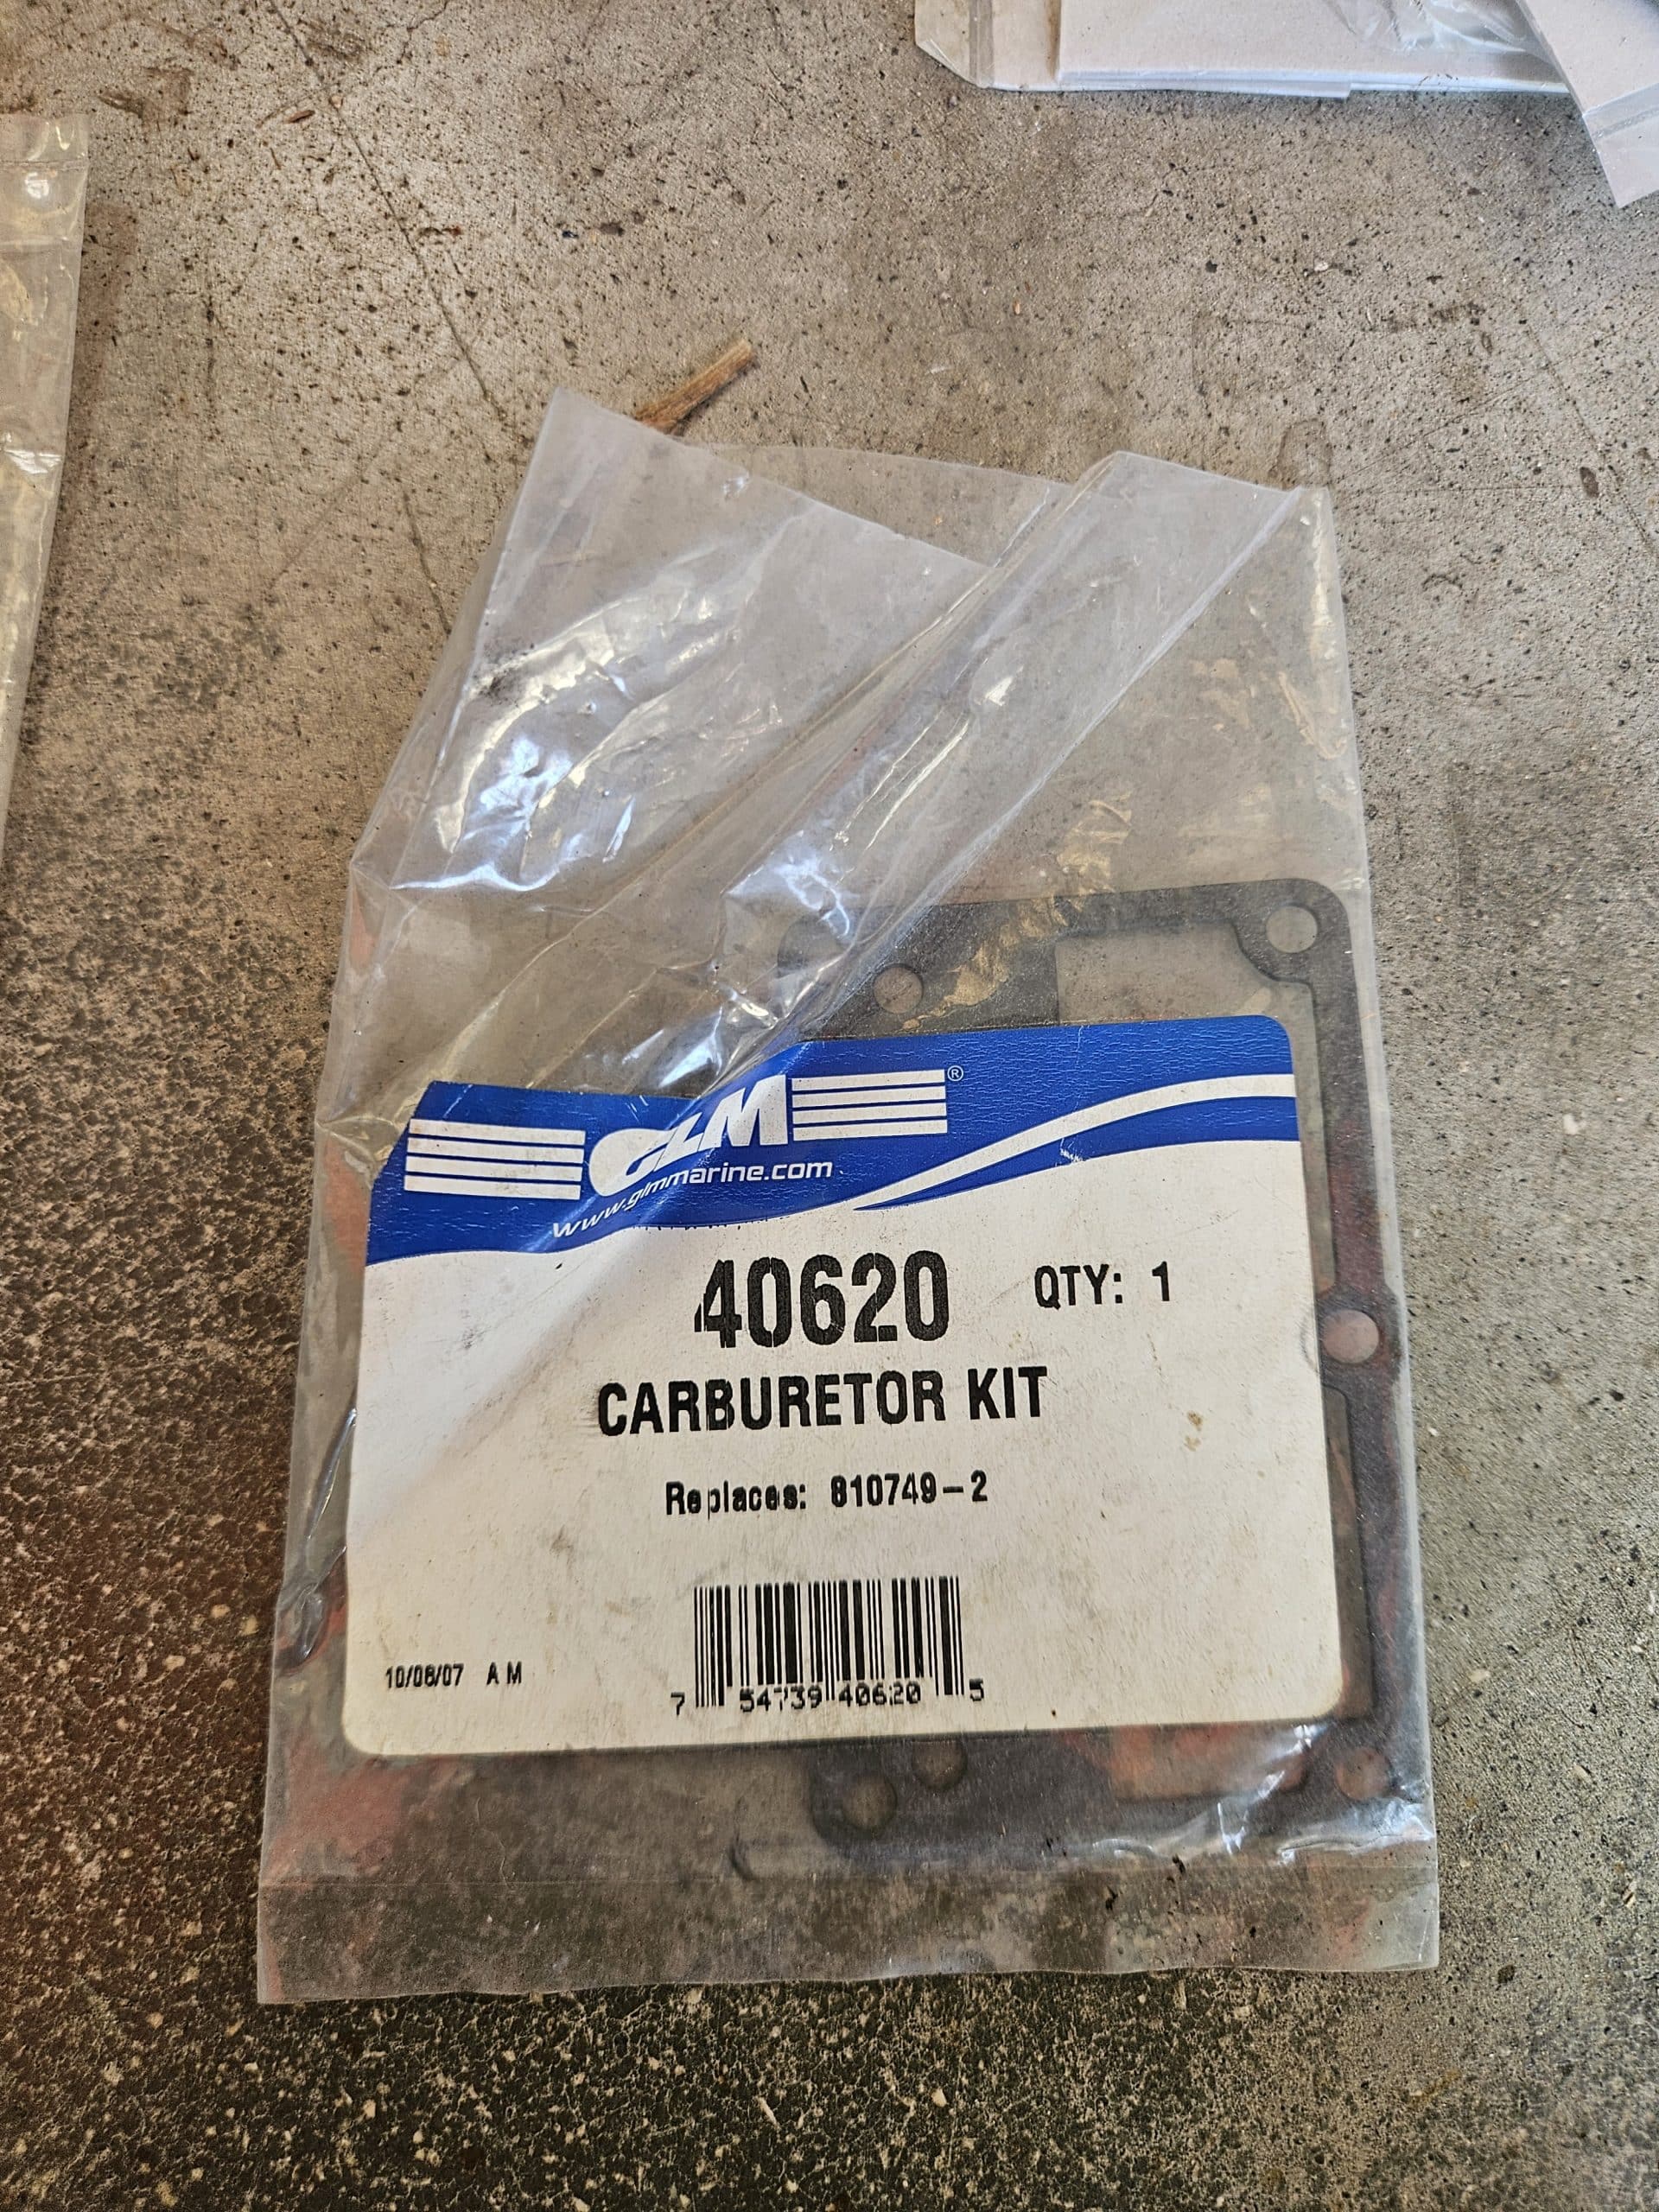 GLM®
www.glmmarine.com
40620 QTY: 1
CARBURETOR KIT
Replaces: 810749-2
10/08/07 AM
7 54739 40620 5